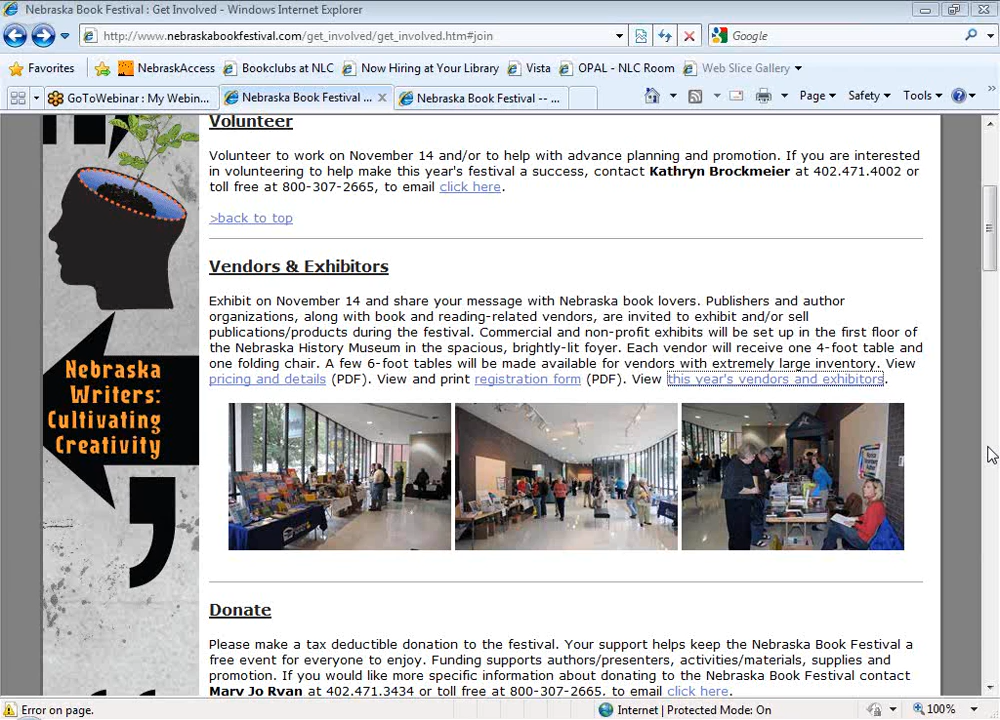 Nebraska Book Festival : Get Involved - Windows Internet Explorer
http://www.nebraskabookfestival.com/get_involved/get_involved.htm#join
Google
Favorites
NebraskAccess
Bookclubs at NLC
Now Hiring at Your Library
Vista
OPAL - NLC Room
Web Slice Gallery
GoToWebinar : My Webin...
Nebraska Book Festival ...
Nebraska Book Festival -- ...
Page
Safety
Tools
Volunteer
Volunteer to work on November 14 and/or to help with advance planning and promotion. If you are interested
in volunteering to help make this year's festival a success, contact Kathryn Brockmeier at 402.471.4002 or
toll free at 800-307-2665, to email click here.
>back to top
Vendors & Exhibitors
Exhibit on November 14 and share your message with Nebraska book lovers. Publishers and author
organizations, along with book and reading-related vendors, are invited to exhibit and/or sell
publications/products during the festival. Commercial and non-profit exhibits will be set up in the first floor of
the Nebraska History Museum in the spacious, brightly-lit foyer. Each vendor will receive one 4-foot table and
one folding chair. A few 6-foot tables will be made available for vendors with extremely large inventory. View
pricing and details (PDF). View and print registration form (PDF). View this year's vendors and exhibitors.
Nebraska
Writers:
Cultivating
Creativity
Donate
Please make a tax deductible donation to the festival. Your support helps keep the Nebraska Book Festival a
free event for everyone to enjoy. Funding supports authors/presenters, activities/materials, supplies and
promotion. If you would like more specific information about donating to the Nebraska Book Festival contact
Mary Jo Ryan at 402.471.3434 or toll free at 800-307-2665, to email click here.
Error on page.
Internet | Protected Mode: On
100%